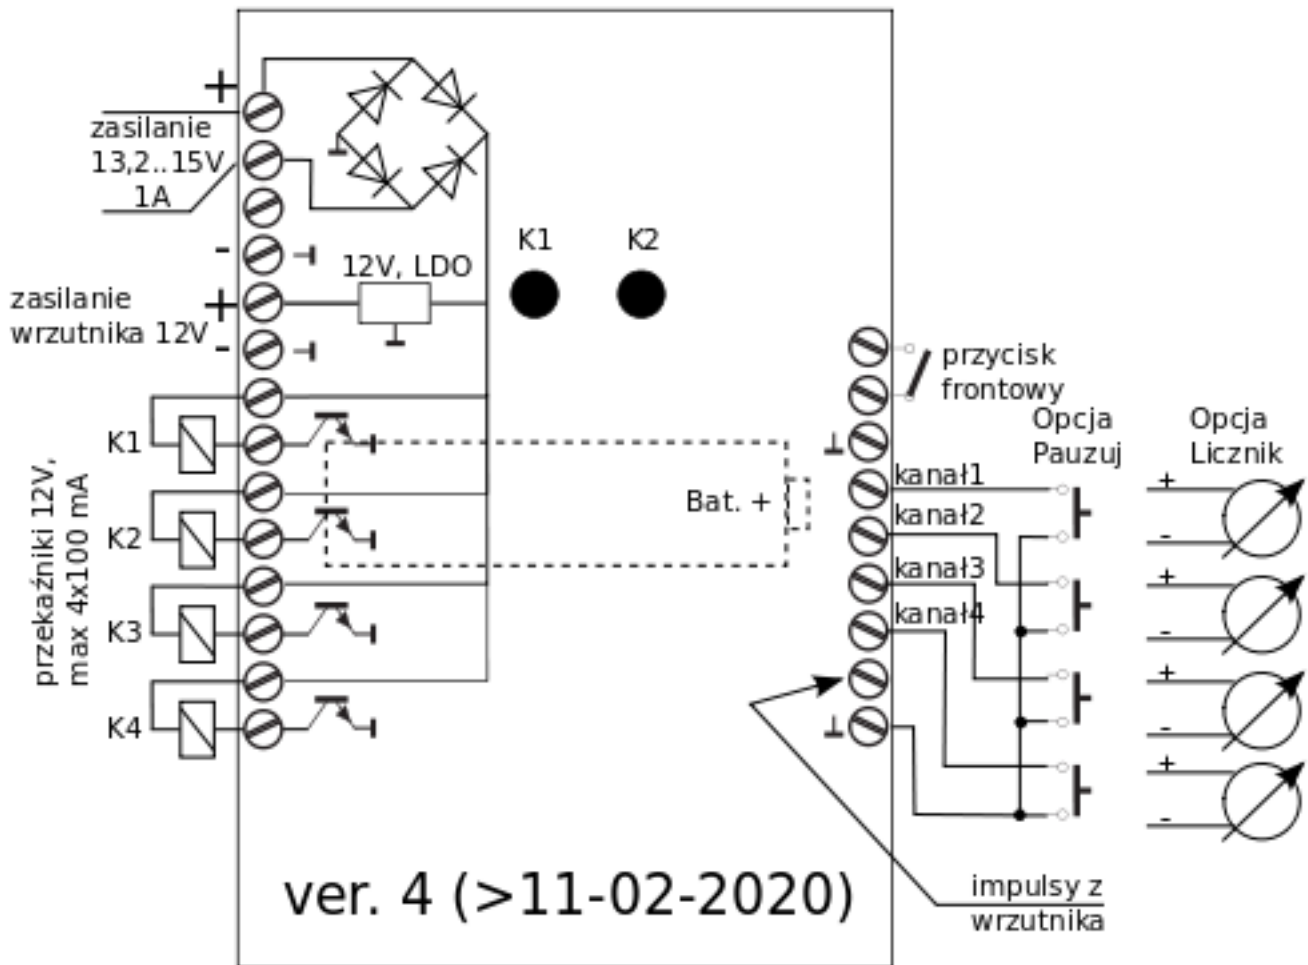 +
zasilanie
13,2..15V
1A
-
zasilanie
wrzutnika 12V
+
-
12V, LDO
K1
K2
przekaźniki 12V,
max 4x100 mA
K1
K2
K3
K4
Bat. +
przycisk
frontowy
kanał1
kanał2
kanał3
kanał4
Opcja
Pauzuj
Opcja
Licznik
+
-
+
-
+
-
+
-
impulsy z
wrzutnika
ver. 4 (>11-02-2020)